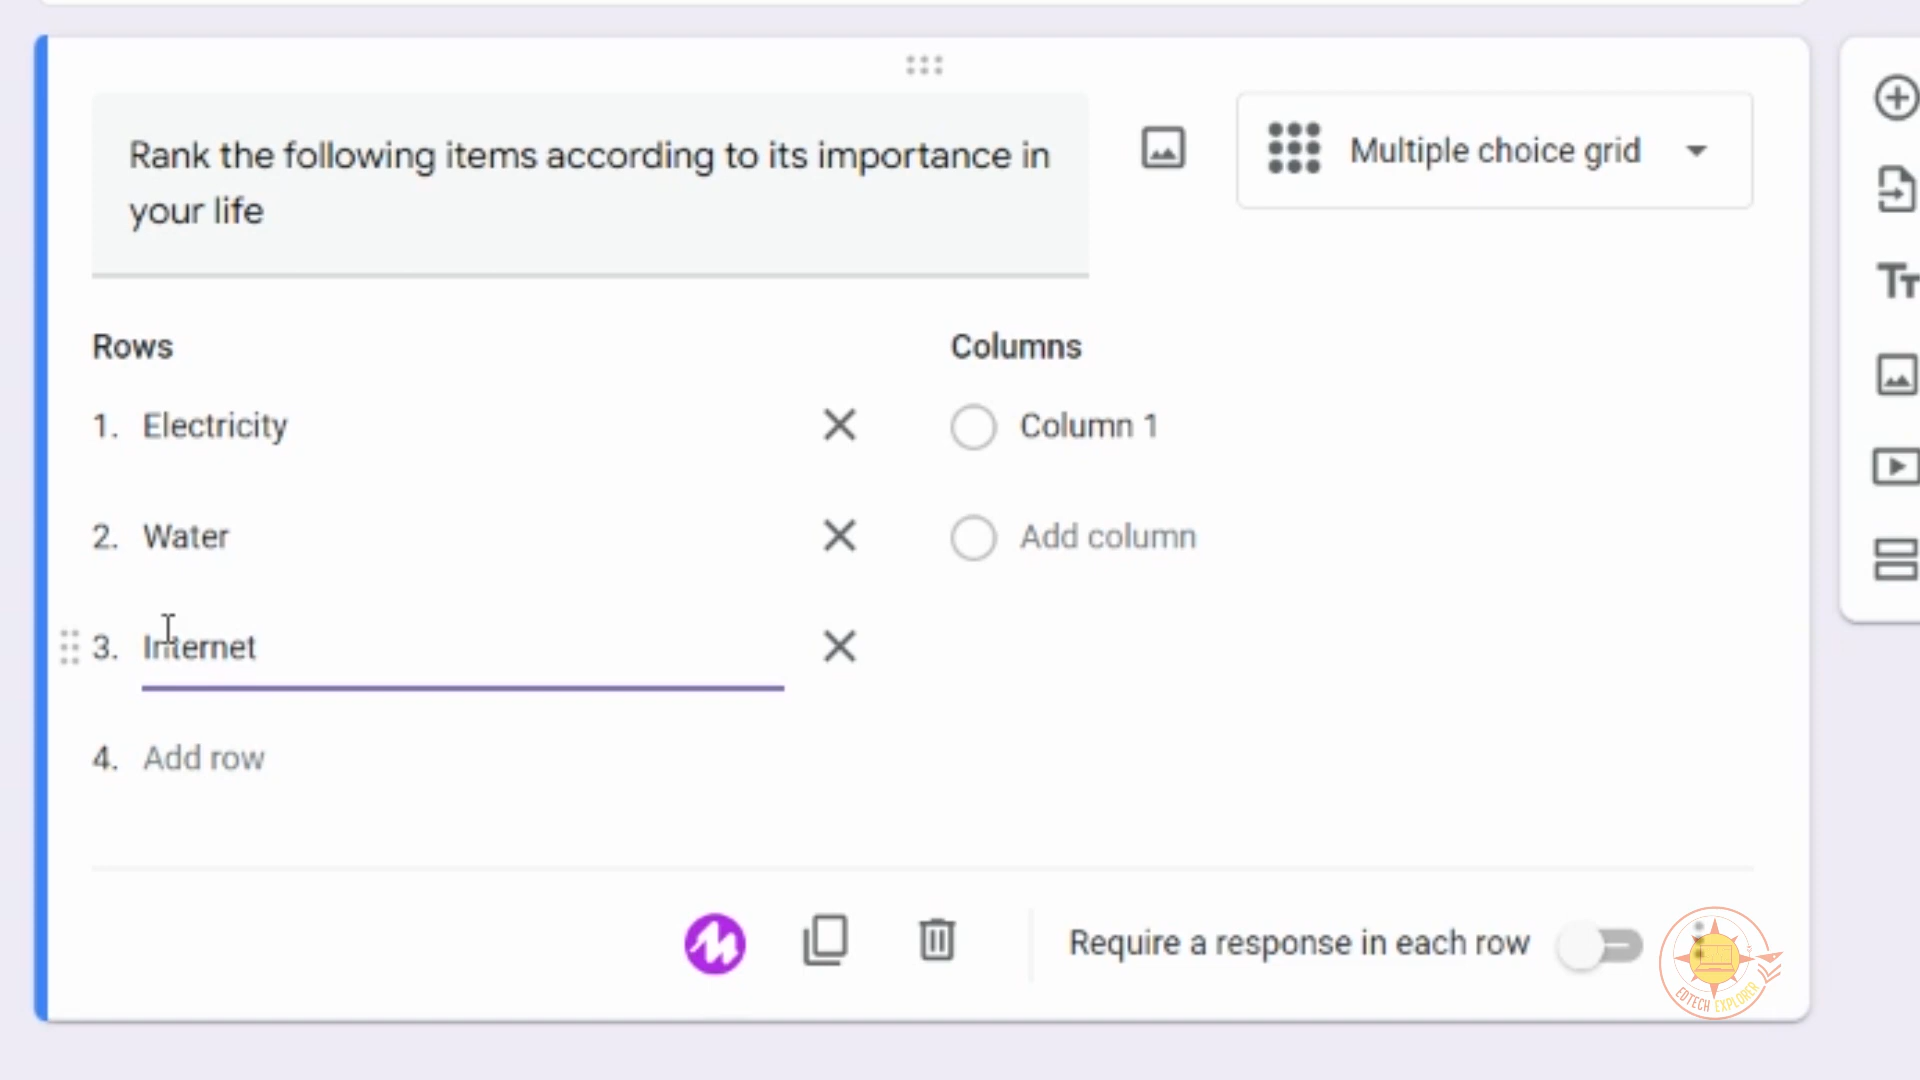 Rank the following items according to its importance in
your life
Multiple choice grid
Rows
Columns
1. Electricity
Column 1
2. Water
Add column
3. Internet
4. Add row
Require a response in each row
EDTECH EXPLORER
Tт